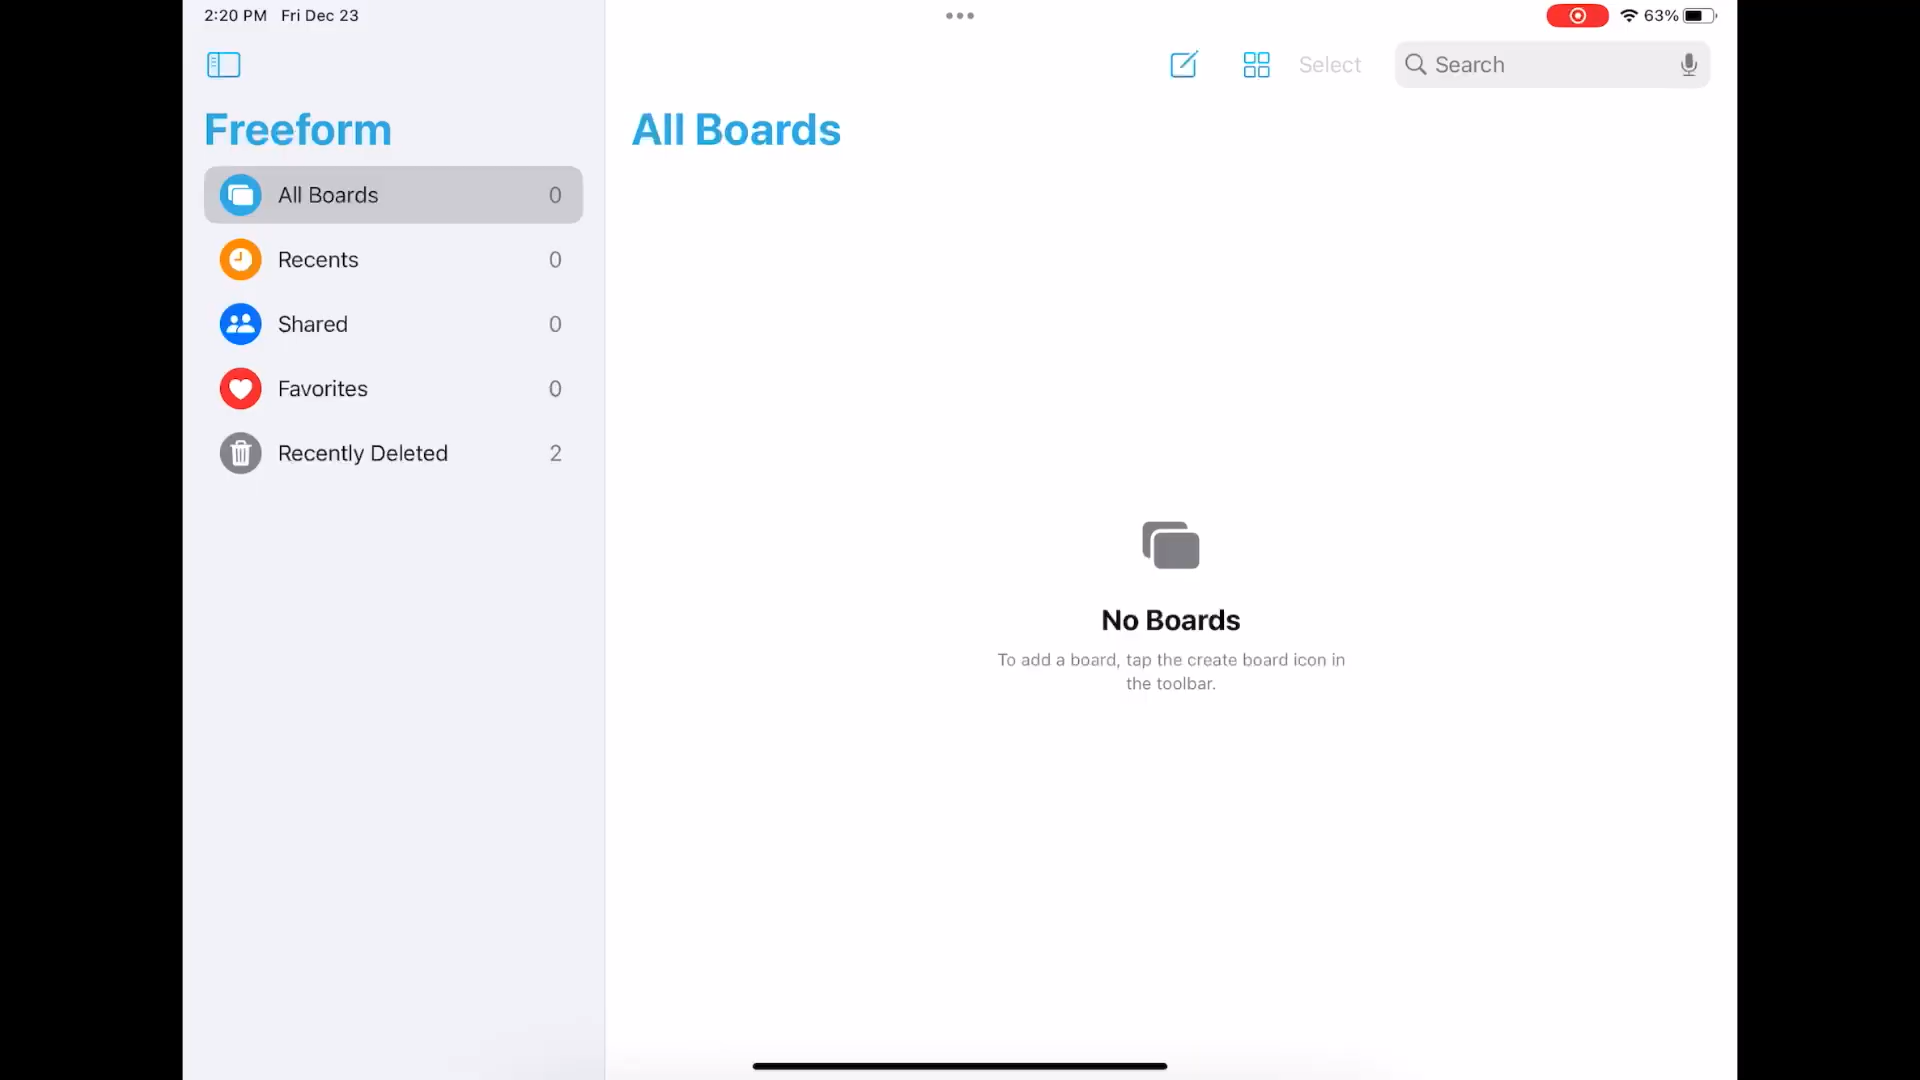 2:20 PM Fri Dec 23
63%
Select
Search
Freeform
All Boards 0
Recents 0
Shared 0
Favorites 0
Recently Deleted 2
All Boards
No Boards
To add a board, tap the create board icon in
the toolbar.